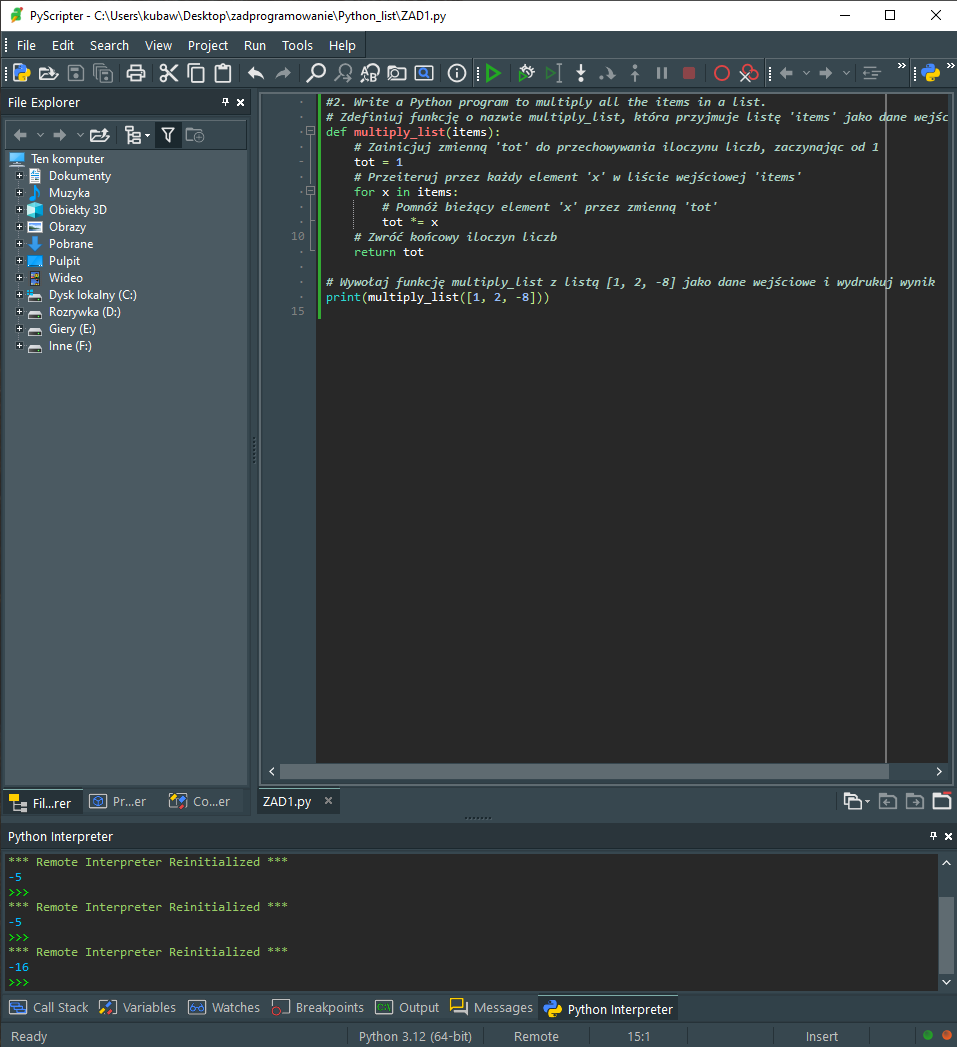 PyScripter - C:\Users\kubaw\Desktop\zadprogramowanie\Python_list\ZAD1.py
File Edit Search View Project Run Tools Help
File Explorer
Ten komputer
Dokumenty
Muzyka
Obiekty 3D
Obrazy
Pobrane
Pulpit
Wideo
Dysk lokalny (C:)
Rozrywka (D:)
Giery (E:)
Inne (F:)
Fil...rer Pr...er Co...er
#2. Write a Python program to multiply all the items in a list.
# Zdefiniuj funkcję o nazwie multiply_list, która przyjmuje listę 'items' jako dane wejśc
def multiply_list(items):
# Zainicjuj zmienną 'tot' do przechowywania iloczynu liczb, zaczynając od 1
tot = 1
# Przeiteruj przez każdy element 'x' w liście wejściowej 'items'
for x in items:
# Pomnóż bieżący element 'x' przez zmienną 'tot'
tot *= x
10 # Zwróć końcowy iloczyn liczb
return tot
# Wywołaj funkcję multiply_list z listą [1, 2, -8] jako dane wejściowe i wydrukuj wynik
print(multiply_list([1, 2, -8]))
15
ZAD1.py
Python Interpreter
*** Remote Interpreter Reinitialized ***
-5
>>>
*** Remote Interpreter Reinitialized ***
-5
>>>
*** Remote Interpreter Reinitialized ***
-16
>>>
Call Stack Variables Watches Breakpoints Output Messages Python Interpreter
Ready Python 3.12 (64-bit) Remote 15:1 Insert